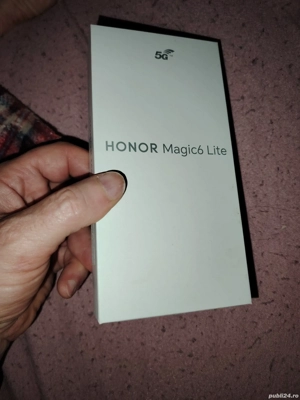 5G
HONOR Magic6 Lite
publi24.ro